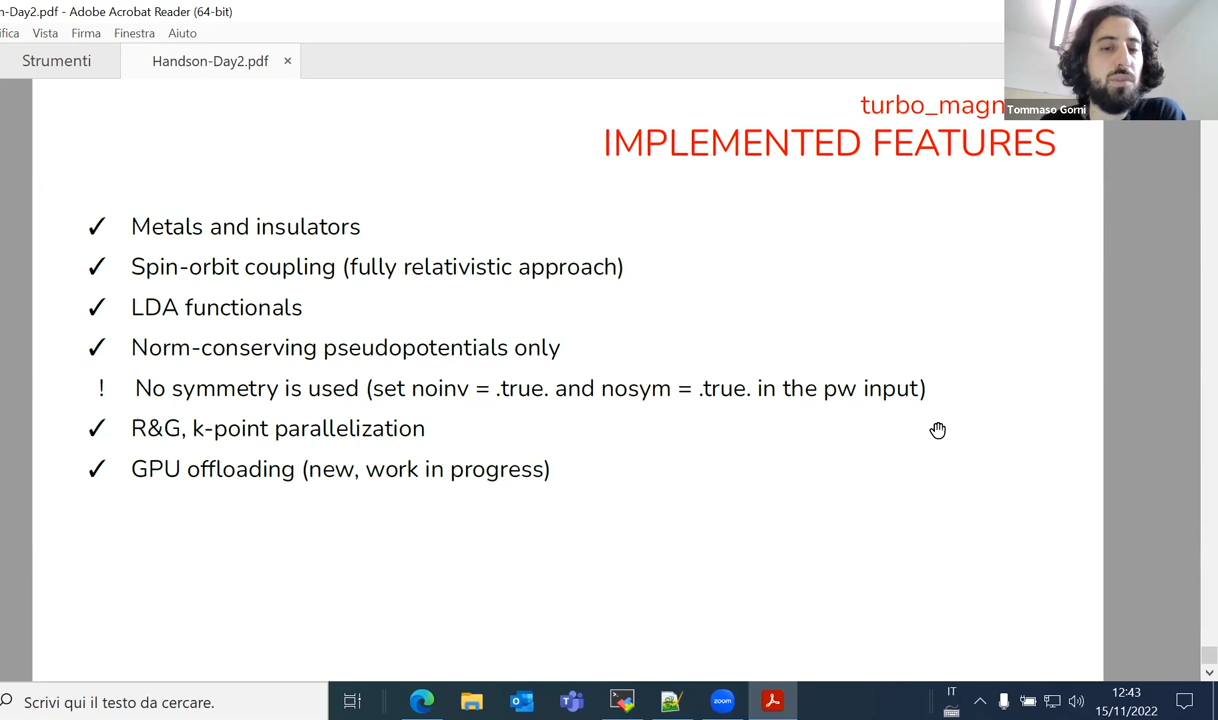 n-Day2.pdf - Adobe Acrobat Reader (64-bit)
ifica Vista Firma Finestra Aiuto
Strumenti Handson-Day2.pdf ×
turbo_magn
Tommaso Gorni
IMPLEMENTED FEATURES
✓ Metals and insulators
✓ Spin-orbit coupling (fully relativistic approach)
✓ LDA functionals
✓ Norm-conserving pseudopotentials only
! No symmetry is used (set noinv = .true. and nosym = .true. in the pw input)
✓ R&G, k-point parallelization
✓ GPU offloading (new, work in progress)
Scrivi qui il testo da cercare.
zoom
IT
12:43
15/11/2022